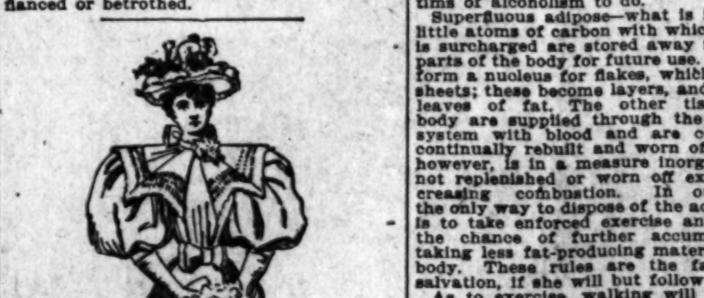 fianced or betrothed.
tims of alcoholism to do.
Superfluous adipose—what is
little atoms of carbon with whic
is surcharged are stored away
parts of the body for future use.
form a nucleus for flakes, which
sheets; these become layers, and
leaves of fat. The other tis
body are supplied through the
system with blood and are c
continually rebuilt and worn of
however, is in a measure inorg
not replenished or worn off ex
creasing combustion. In o
the only way to dispose of the ac
is to take enforced exercise an
the chance of further accum
taking less fat-producing mater
body. These rules are the fa
salvation, if she will but follow
As to exercise, walking will